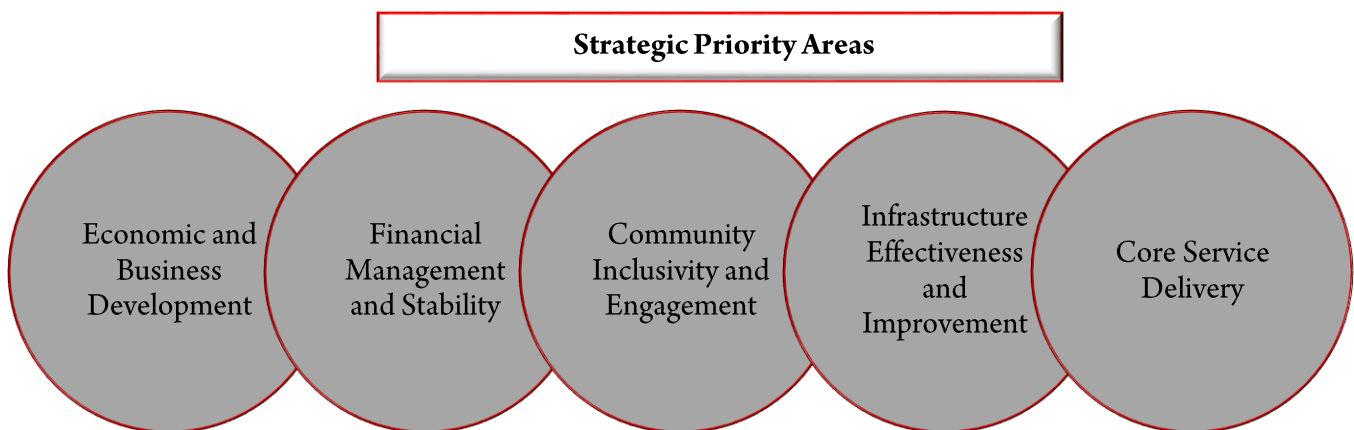 Strategic Priority Areas
Economic and
Business
Development
Financial
Management
and Stability
Community
Inclusivity and
Engagement
Infrastructure
Effectiveness
and
Improvement
Core Service
Delivery